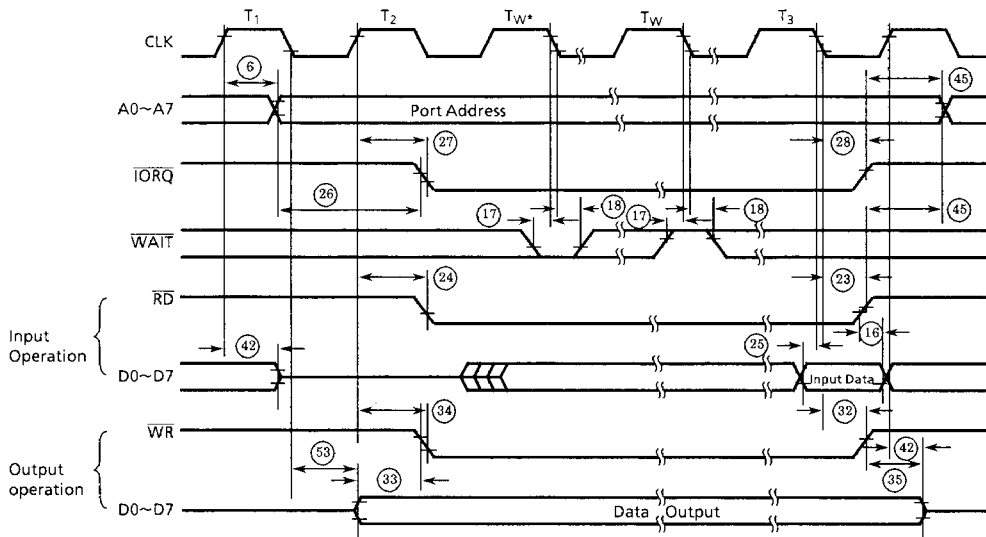 T1 T2 TW* TW T3
CLK
6 45
A0~A7 Port Address
27 28
IORQ
26 45
17 18 17 18
WAIT
24 23
RD
16
Input
Operation
42 25
D0~D7 Input Data
34 32
WR
53 42
Output
operation
33 35
D0~D7 Data Output